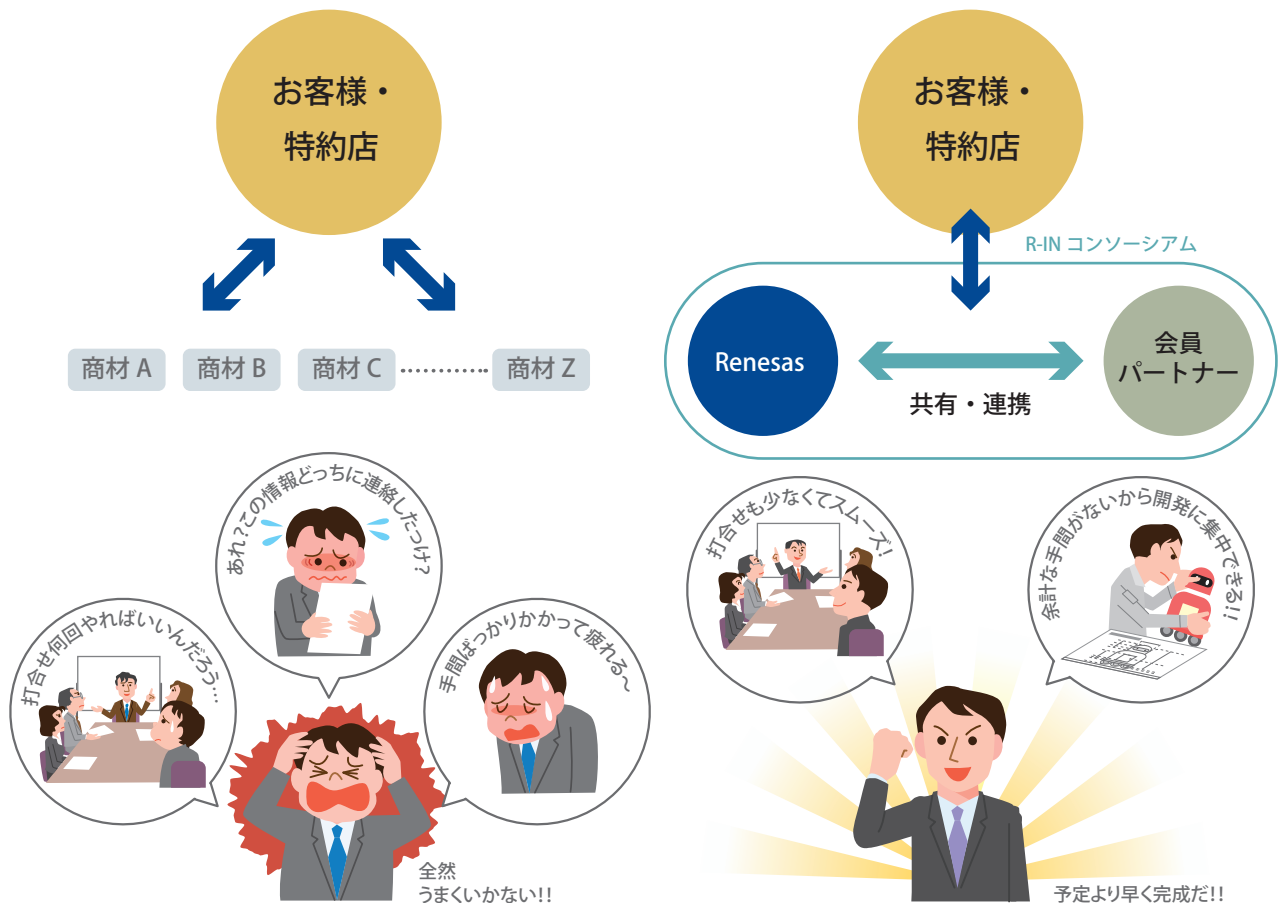 お客様・
特約店
商材 A
商材 B
商材 C
商材 Z
あれ?この情報どっちに連絡したっけ?
打合せ何回やればいいんだろう…
手間ばっかりかかって疲れる～
全然
うまくいかない!!
お客様・
特約店
R-IN コンソーシアム
Renesas
共有・連携
会員
パートナー
打合せも少なくてスムーズ!
余計な手間がないから開発に集中できる!!
予定より早く完成だ!!